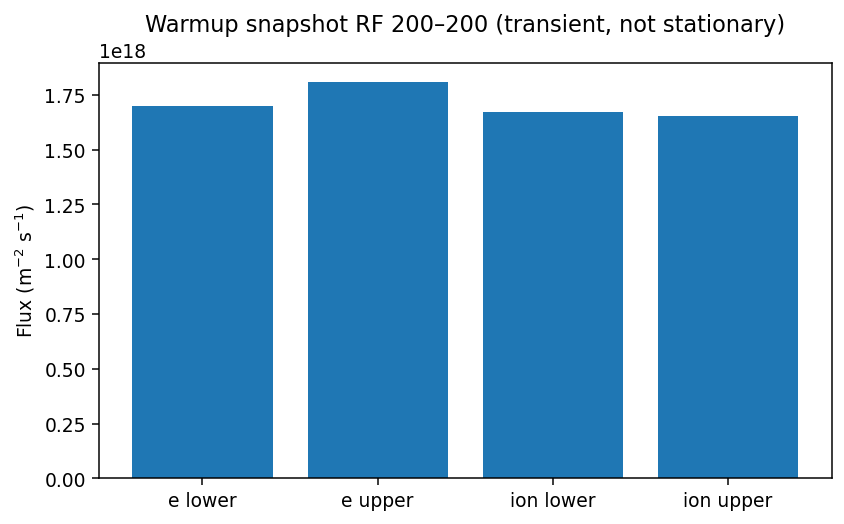 Warmup snapshot RF 200–200 (transient, not stationary)
1e18
1.75
1.50
1.25
1.00
0.75
0.50
0.25
0.00
Flux (m⁻² s⁻¹)
e lower
e upper
ion lower
ion upper